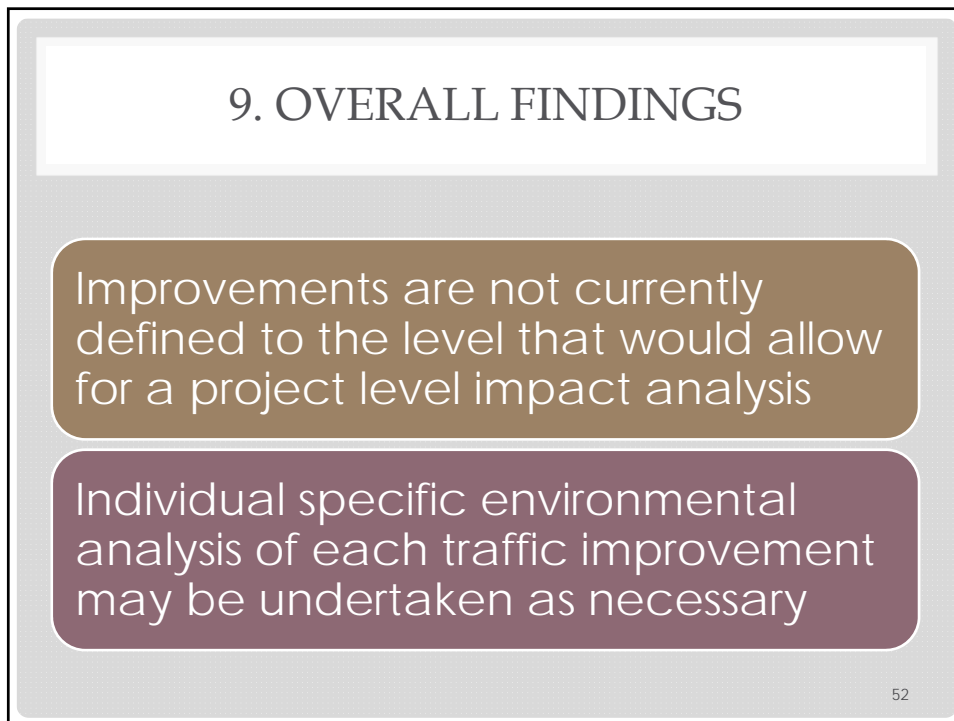 9. OVERALL FINDINGS
Improvements are not currently
defined to the level that would allow
for a project level impact analysis
Individual specific environmental
analysis of each traffic improvement
may be undertaken as necessary
52